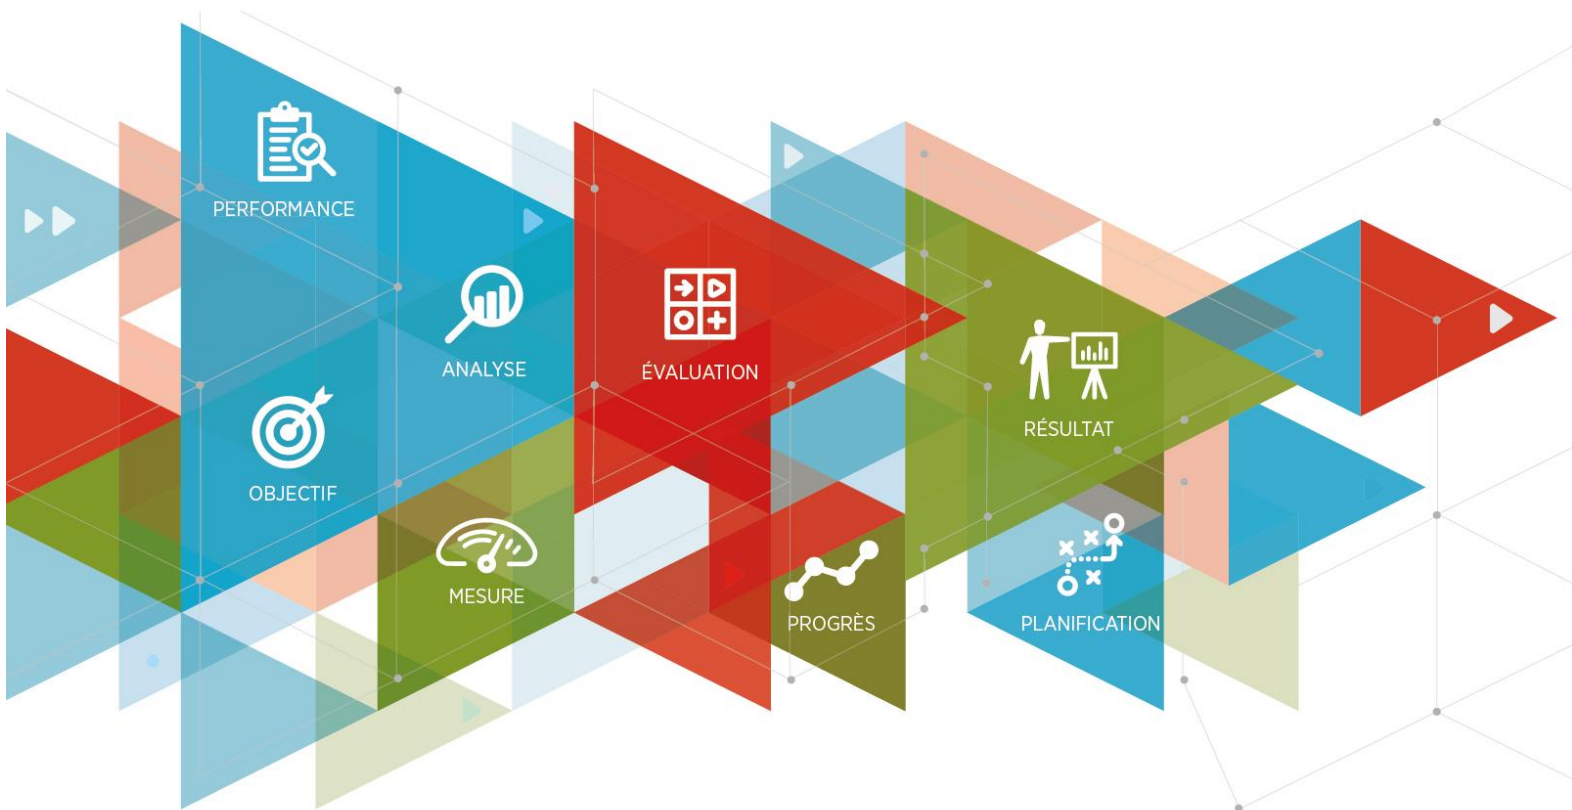 PERFORMANCE
ANALYSE
ÉVALUATION
RÉSULTAT
OBJECTIF
MESURE
PROGRÈS
PLANIFICATION